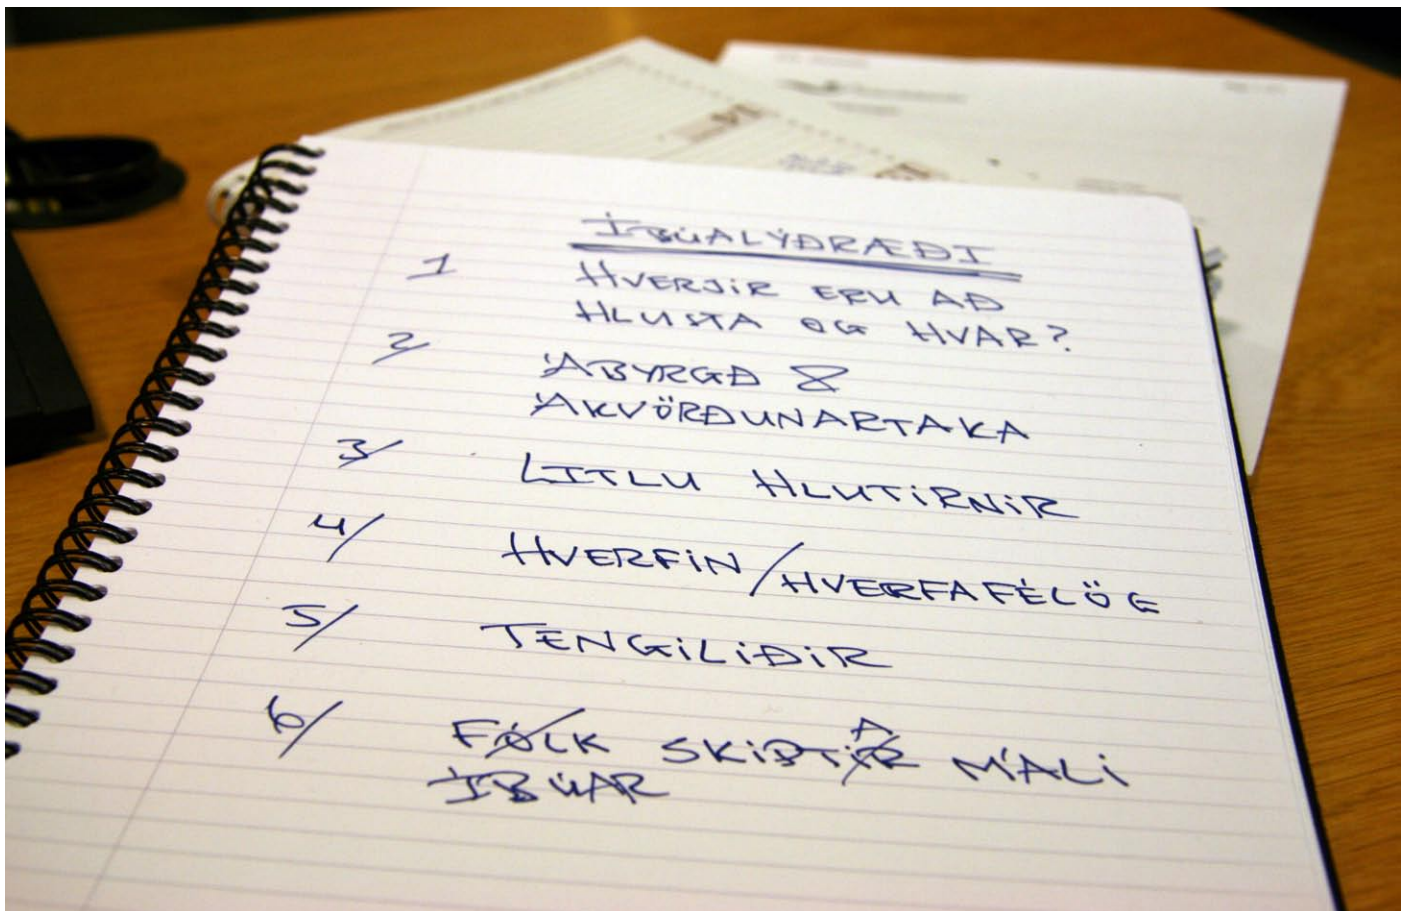 ÍBÚALÝÐRÆÐI
1 HVERJIR ERU AÐ
HLUSTA OG HVAR?
2/ ÁBYRGÐ &
ÁKVÖRÐUNARTAKA
3/ LITLU HLUTIRNIR
4/ HVERFIN/HVERFAFÉLÖG
5/ TENGILIÐIR
6/ FÓLK SKIPTIR A MÁLI
ÍBÚAR